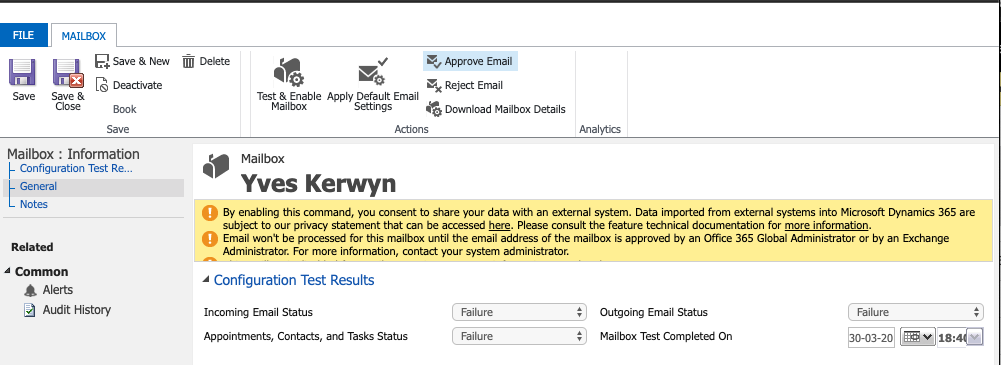 FILE
MAILBOX
Save
Save & Close
Save & New
Deactivate
Book
Delete
Save
Test & Enable Mailbox
Apply Default Email Settings
Approve Email
Reject Email
Download Mailbox Details
Actions
Analytics
Mailbox : Information
Configuration Test Re...
General
Notes
Related
Common
Alerts
Audit History
Mailbox
Yves Kerwyn
By enabling this command, you consent to share your data with an external system. Data imported from external systems into Microsoft Dynamics 365 are
subject to our privacy statement that can be accessed here. Please consult the feature technical documentation for more information.
Email won't be processed for this mailbox until the email address of the mailbox is approved by an Office 365 Global Administrator or by an Exchange
Administrator. For more information, contact your system administrator.
Configuration Test Results
Incoming Email Status Failure Outgoing Email Status Failure
Appointments, Contacts, and Tasks Status Failure Mailbox Test Completed On 30-03-20